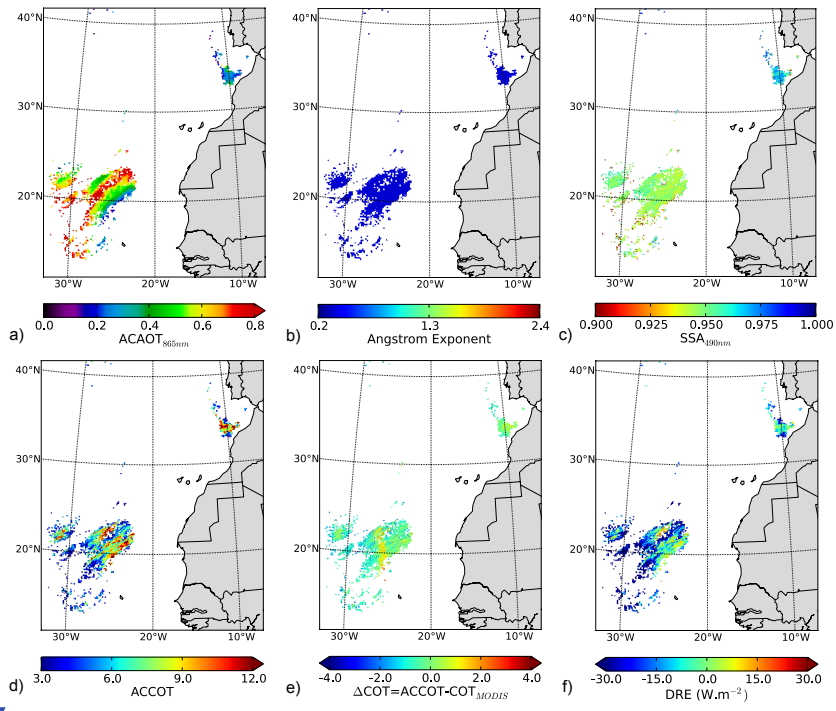 40°N
30°N
20°N
30°W
20°W
10°W
0.0 0.2 0.4 0.6 0.8
a) ACAOT865nm
40°N
30°N
20°N
30°W
20°W
10°W
0.2 1.3 2.4
b) Angstrom Exponent
40°N
30°N
20°N
30°W
20°W
10°W
0.900 0.925 0.950 0.975 1.000
c) SSA490nm
40°N
30°N
20°N
30°W
20°W
10°W
3.0 6.0 9.0 12.0
d) ACCOT
40°N
30°N
20°N
30°W
20°W
10°W
-4.0 -2.0 0.0 2.0 4.0
e) ΔCOT=ACCOT-COTMODIS
40°N
30°N
20°N
30°W
20°W
10°W
-30.0 -15.0 0.0 15.0 30.0
f) DRE (W.m−2)